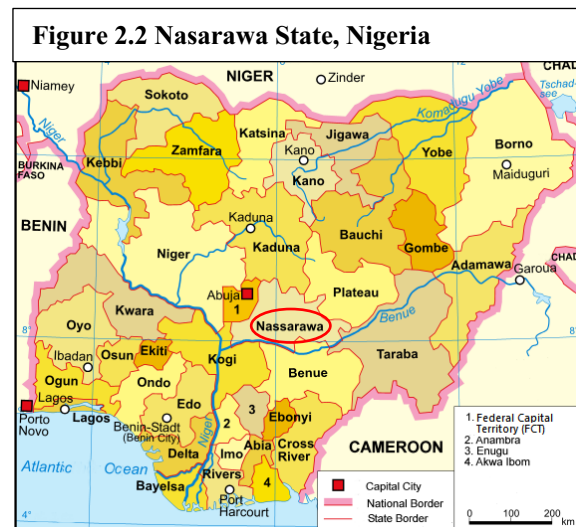 Figure 2.2 Nasarawa State, Nigeria
NIGER
Zinder
CHAD
Niamey
Sokoto
Tschad-
see
Komadugu Yobe
Katsina
Jigawa
Niger
Zamfara
Kano
Yobe
Borno
Kebbi
BURKINA
FASO
Kano
Maiduguri
BENIN
Kaduna
Niger
Kaduna
Bauchi
Gombe
Adamawa
CHAD
Garoua
Abuja
1
Plateau
Kwara
Nassarawa
Benue
8°
8°
Oyo
Taraba
Ibadan
Osun
Ekiti
Kogi
Benue
Ogun
Ondo
Lagos
Lagos
Edo
2
3
Ebonyi
Porto
Novo
Benin-Stadt
(Benin City)
Niger
Abia
Cross
River
Delta
Imo
CAMEROON
Atlantic
Ocean
Rivers
4
Bayelsa
Port
Harcourt
4°
1. Federal Capital
Territory (FCT)
2. Anambra
3. Enugu
4. Akwa Ibom
Capital City
National Border
State Border
0
100
200
km